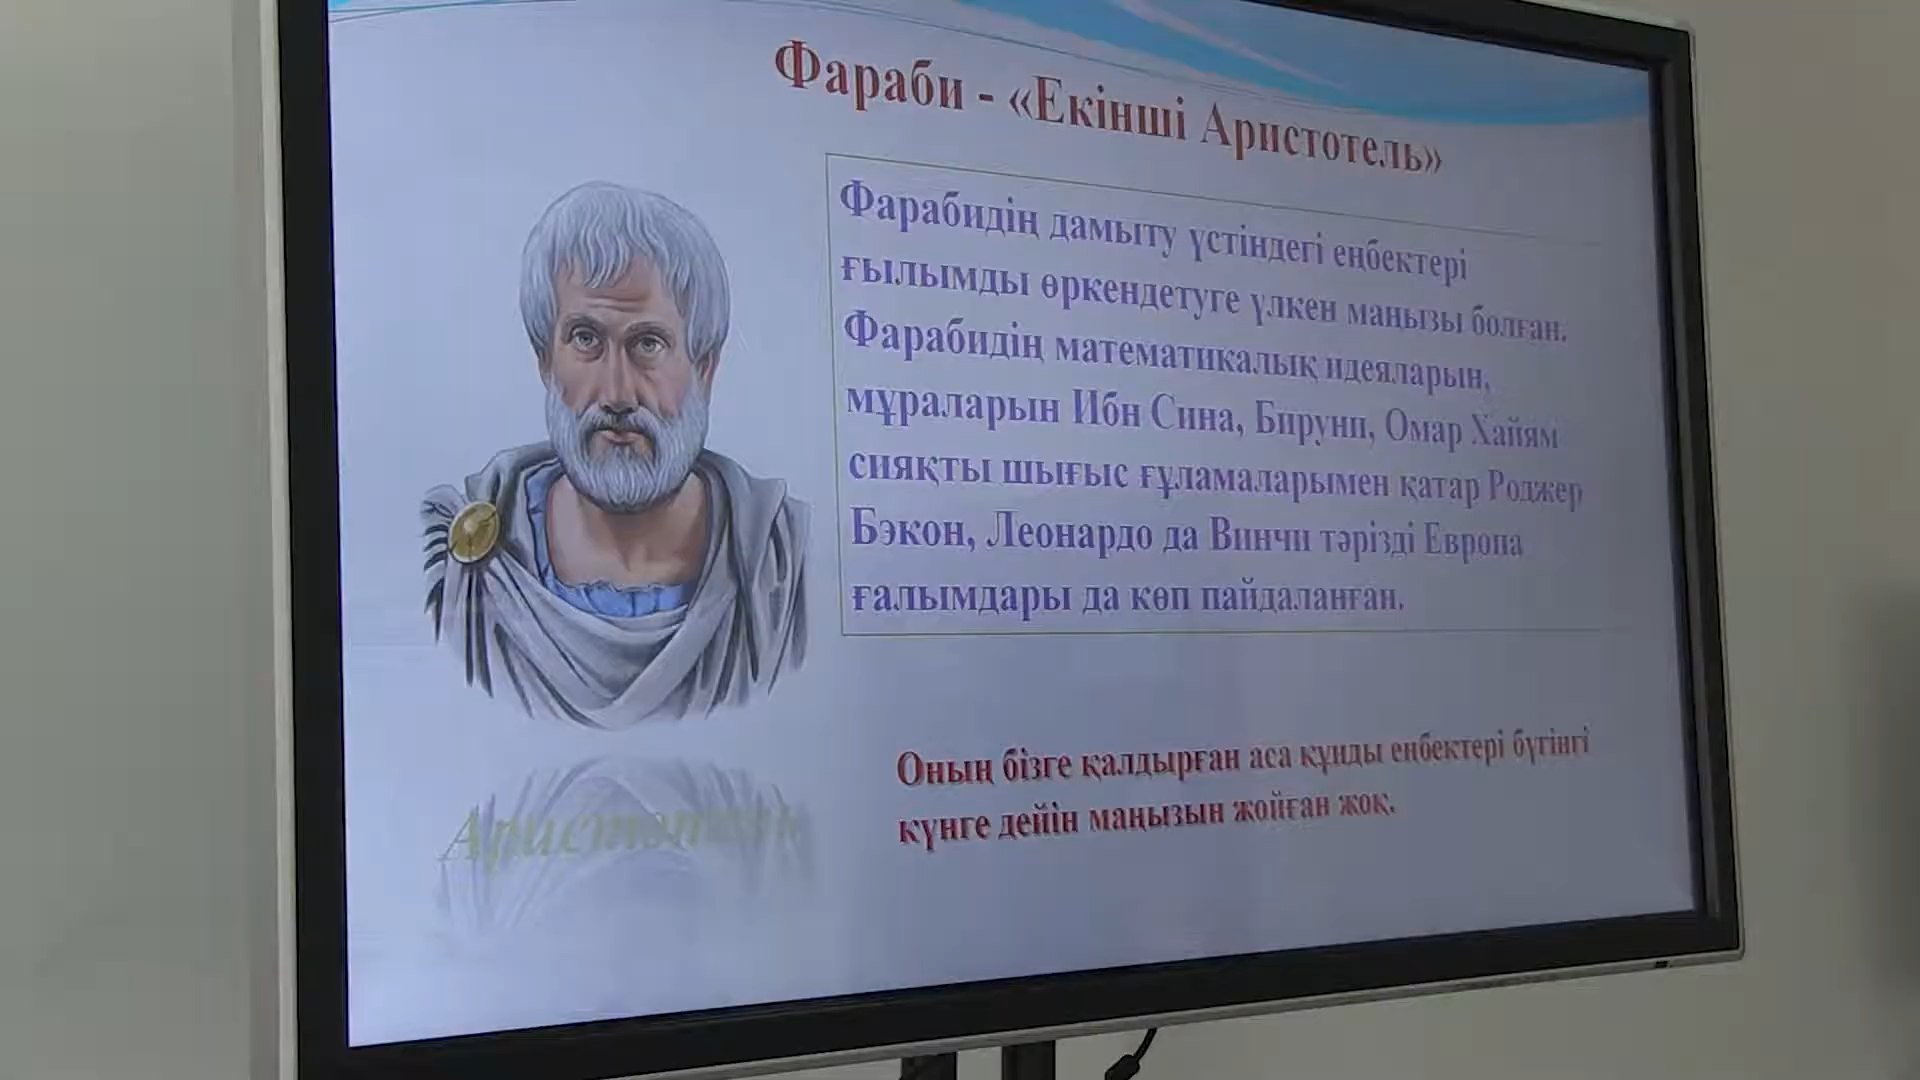 Фараби - «Екінші Аристотель»
Фарабидің дамыту үстіндегі еңбектері
ғылымды өркендетуге үлкен маңызы болған.
Фарабидің математикалық идеяларын,
мұраларын Ибн Сина, Бируни, Омар Хайям
сияқты шығыс ғұламаларымен қатар Роджер
Бэкон, Леонардо да Винчи тәрізді Европа
ғалымдары да көп пайдаланған.
Оның бізге қалдырған аса құнды еңбектері бүгінгі
күнге дейін маңызын жойған жоқ.
Аристотель